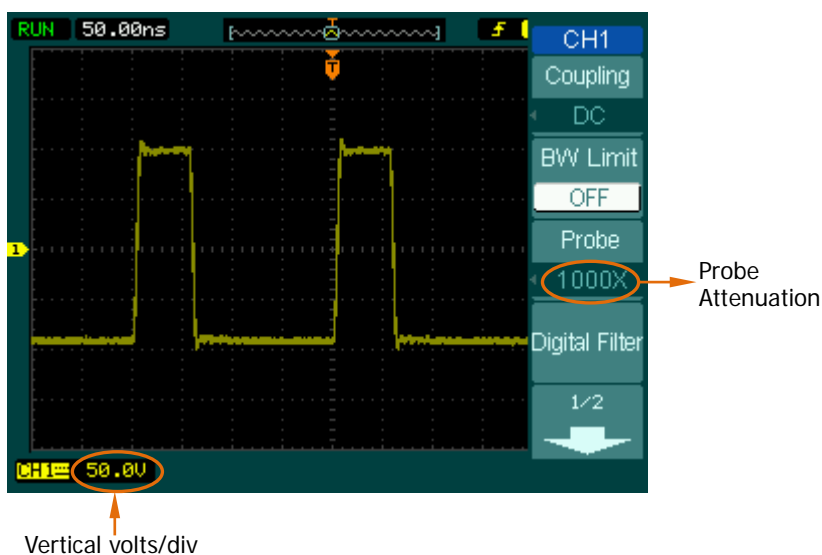 RUN 50.00ns
T
T
CH1
Coupling
DC
BW Limit
OFF
Probe
1000X
Probe
Attenuation
1
Digital Filter
1/2
CH1 50.0V
Vertical volts/div